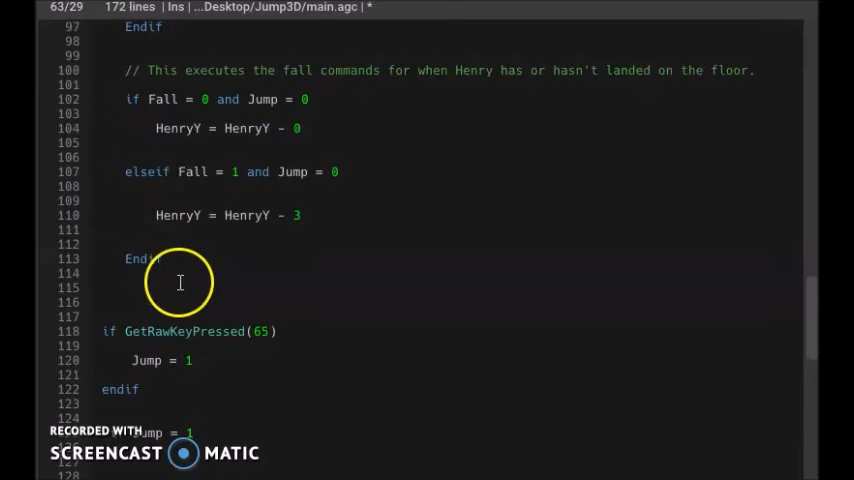 63/29 172 lines | Ins | ...Desktop/Jump3D/main.agc | *
97 Endif
98
99
100 // This executes the fall commands for when Henry has or hasn't landed on the floor.
101
102 if Fall = 0 and Jump = 0
103
104 HenryY = HenryY - 0
105
106
107 elseif Fall = 1 and Jump = 0
108
109
110 HenryY = HenryY - 3
111
112
113 Endif
114
115
116
118 if GetRawKeyPressed(65)
119
120 Jump = 1
121
122 endif
123
124
Jump = 1
RECORDED WITH
SCREENCAST MATIC
127
128